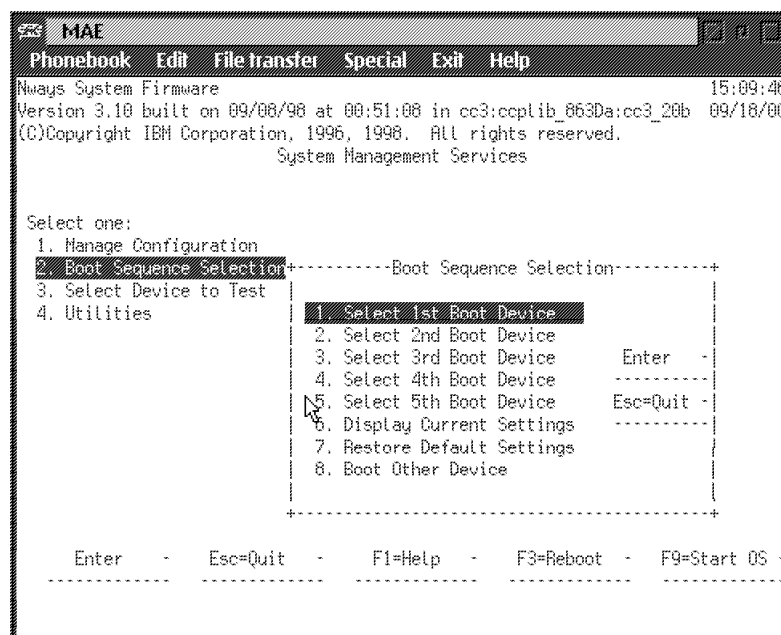 MAE
Phonebook Edit File transfer Special Exit Help
Nways System Firmware 15:09:46
Version 3.10 built on 09/08/98 at 00:51:08 in cc3:ccplib_863Da:cc3_20b 09/18/00
(C)Copyright IBM Corporation, 1996, 1998. All rights reserved.
System Management Services
Select one:
1. Manage Configuration
2. Boot Sequence Selection+----------Boot Sequence Selection----------+
3. Select Device to Test
4. Utilities 1. Select 1st Boot Device
2. Select 2nd Boot Device
3. Select 3rd Boot Device Enter -
4. Select 4th Boot Device ----------
5. Select 5th Boot Device Esc=Quit -
6. Display Current Settings ----------
7. Restore Default Settings
8. Boot Other Device
Enter - Esc=Quit - F1=Help - F3=Reboot - F9=Start OS -